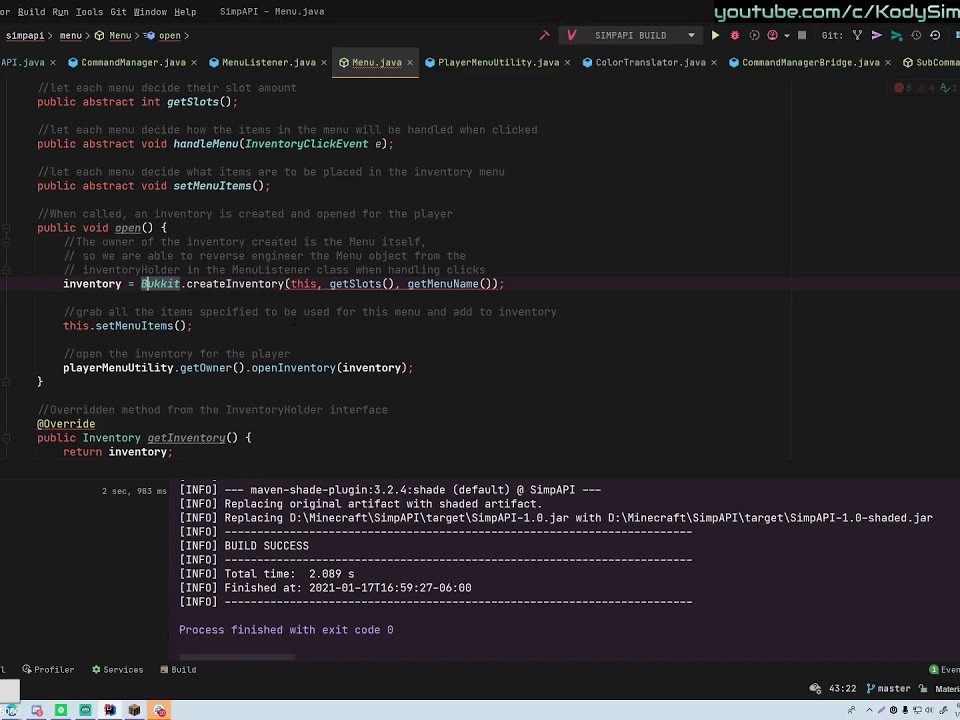 or Build Run Tools Git Window Help SimpAPI - Menu.java
youtube.com/c/KodySim
simpapi menu Menu open SIMPAPI BUILD Git:
API.java CommandManager.java MenuListener.java Menu.java PlayerMenuUtility.java ColorTranslator.java CommandManagerBridge.java SubComma
//let each menu decide their slot amount
public abstract int getSlots();
//let each menu decide how the items in the menu will be handled when clicked
public abstract void handleMenu(InventoryClickEvent e);
//let each menu decide what items are to be placed in the inventory menu
public abstract void setMenuItems();
//When called, an inventory is created and opened for the player
public void open() {
//The owner of the inventory created is the Menu itself,
// so we are able to reverse engineer the Menu object from the
// inventoryHolder in the MenuListener class when handling clicks
inventory = Bukkit.createInventory(this, getSlots(), getMenuName());
//grab all the items specified to be used for this menu and add to inventory
this.setMenuItems();
//open the inventory for the player
playerMenuUtility.getOwner().openInventory(inventory);
}
//Overridden method from the InventoryHolder interface
@Override
public Inventory getInventory() {
return inventory;
2 sec, 983 ms [INFO] --- maven-shade-plugin:3.2.4:shade (default) @ SimpAPI ---
[INFO] Replacing original artifact with shaded artifact.
[INFO] Replacing D:\Minecraft\SimpAPI\target\SimpAPI-1.0.jar with D:\Minecraft\SimpAPI\target\SimpAPI-1.0-shaded.jar
[INFO] ------------------------------------------------------------------------
[INFO] BUILD SUCCESS
[INFO] ------------------------------------------------------------------------
[INFO] Total time:  2.089 s
[INFO] Finished at: 2021-01-17T16:59:27-06:00
[INFO] ------------------------------------------------------------------------
Process finished with exit code 0
Profiler Services Build 1 Even
43:22 master Materi